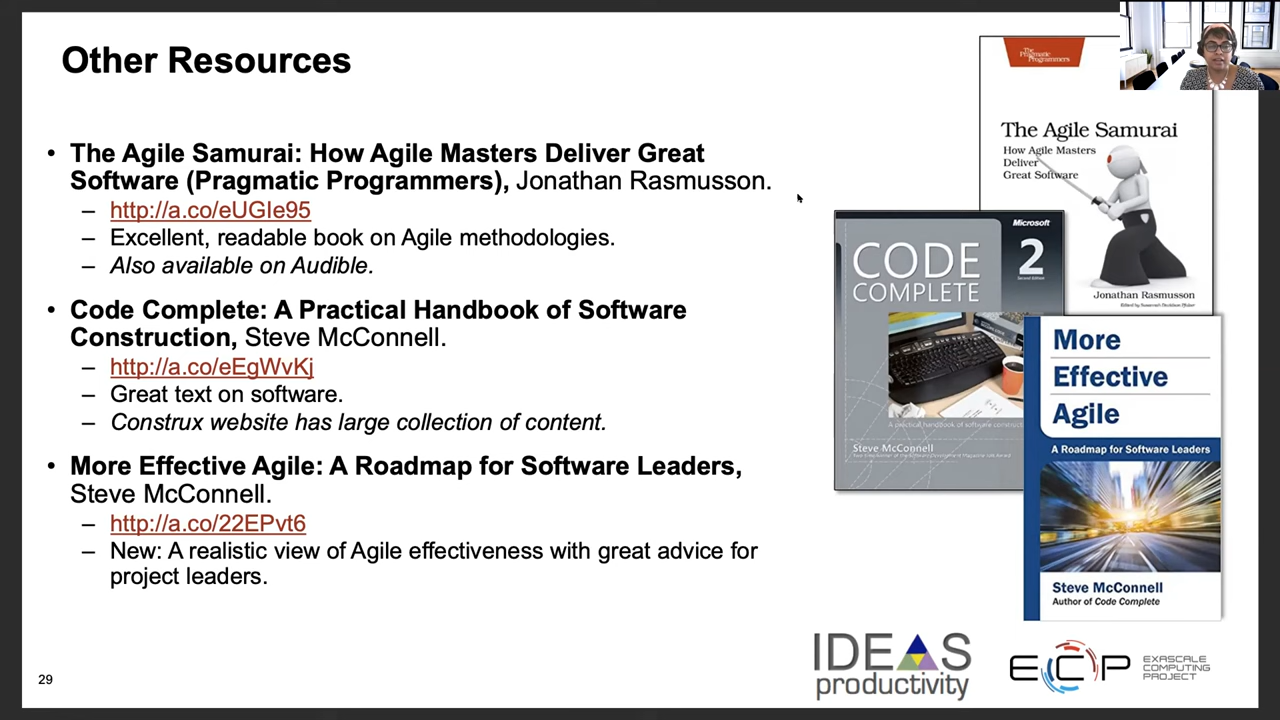 Other Resources
• The Agile Samurai: How Agile Masters Deliver Great
Software (Pragmatic Programmers), Jonathan Rasmusson.
– http://a.co/eUGIe95
– Excellent, readable book on Agile methodologies.
– Also available on Audible.
• Code Complete: A Practical Handbook of Software
Construction, Steve McConnell.
– http://a.co/eEgWvKj
– Great text on software.
– Construx website has large collection of content.
• More Effective Agile: A Roadmap for Software Leaders,
Steve McConnell.
– http://a.co/22EPvt6
– New: A realistic view of Agile effectiveness with great advice for
project leaders.
29
The Pragmatic
Programmers
The Agile Samurai
How Agile Masters
Deliver
Great Software
Jonathan Rasmusson
Microsoft
2
Second Edition
CODE
COMPLETE
A practical handbook of software
Steve McConnell
More
Effective
Agile
A Roadmap for Software Leaders
Steve McConnell
Author of Code Complete
IDEAS
productivity
ECP
EXASCALE
COMPUTING
PROJECT